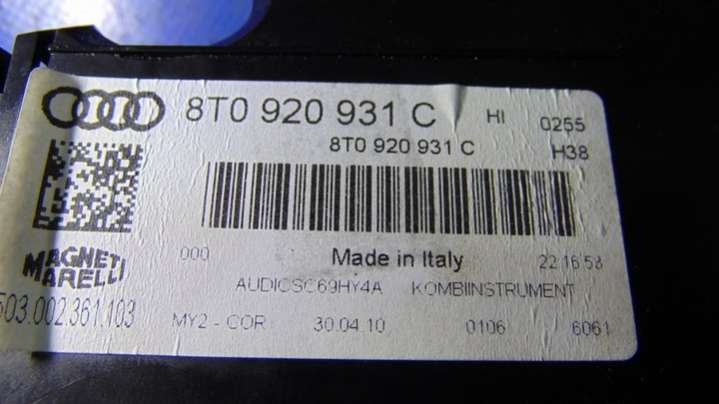 8T0 920 931 C HI 0255
8T0 920 931 C H38
MAGNETI
MARELLI
000 Made in Italy 22:16:53
AUDICSC69HY4A KOMBIINSTRUMENT
503.002.361.103
MY2 - COR 30.04.10 0106 6061